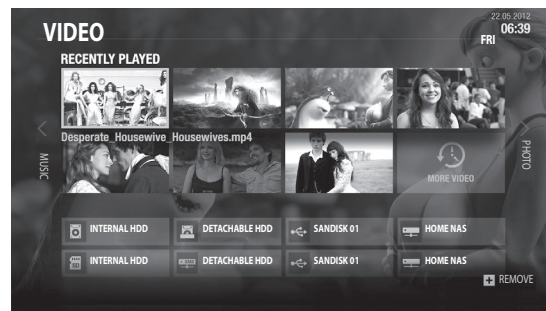 VIDEO
22.05.2012
FRI 06:39
RECENTLY PLAYED
Desperate_Housewive_Housewives.mp4
MUSIC
PHOTO
MORE VIDEO
INTERNAL HDD DETACHABLE HDD SANDISK 01 HOME NAS
INTERNAL HDD DETACHABLE HDD SANDISK 01 HOME NAS
REMOVE